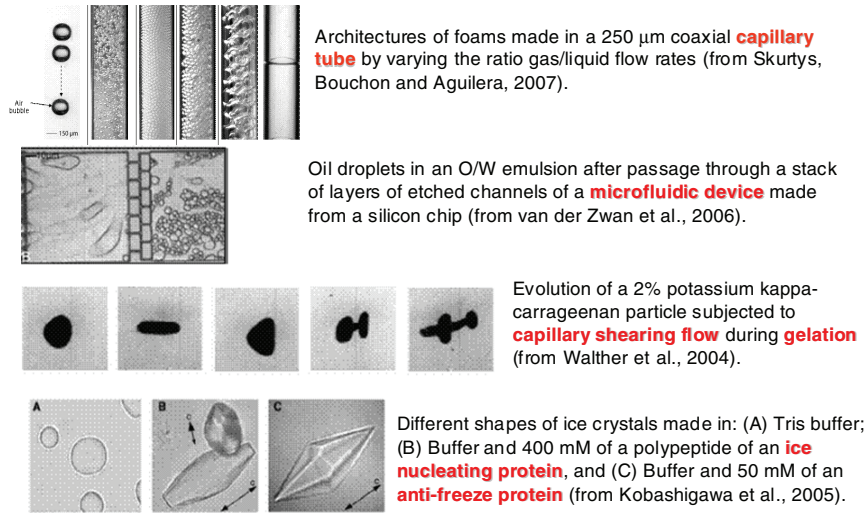 Architectures of foams made in a 250 μm coaxial capillary
tube by varying the ratio gas/liquid flow rates (from Skurtys,
Bouchon and Aguilera, 2007).
Air
bubble
150 μm
Oil droplets in an O/W emulsion after passage through a stack
of layers of etched channels of a microfluidic device made
from a silicon chip (from van der Zwan et al., 2006).
B
Evolution of a 2% potassium kappa-
carrageenan particle subjected to
capillary shearing flow during gelation
(from Walther et al., 2004).
A
B
C
c
c
c
Different shapes of ice crystals made in: (A) Tris buffer;
(B) Buffer and 400 mM of a polypeptide of an ice
nucleating protein, and (C) Buffer and 50 mM of an
anti-freeze protein (from Kobashigawa et al., 2005).